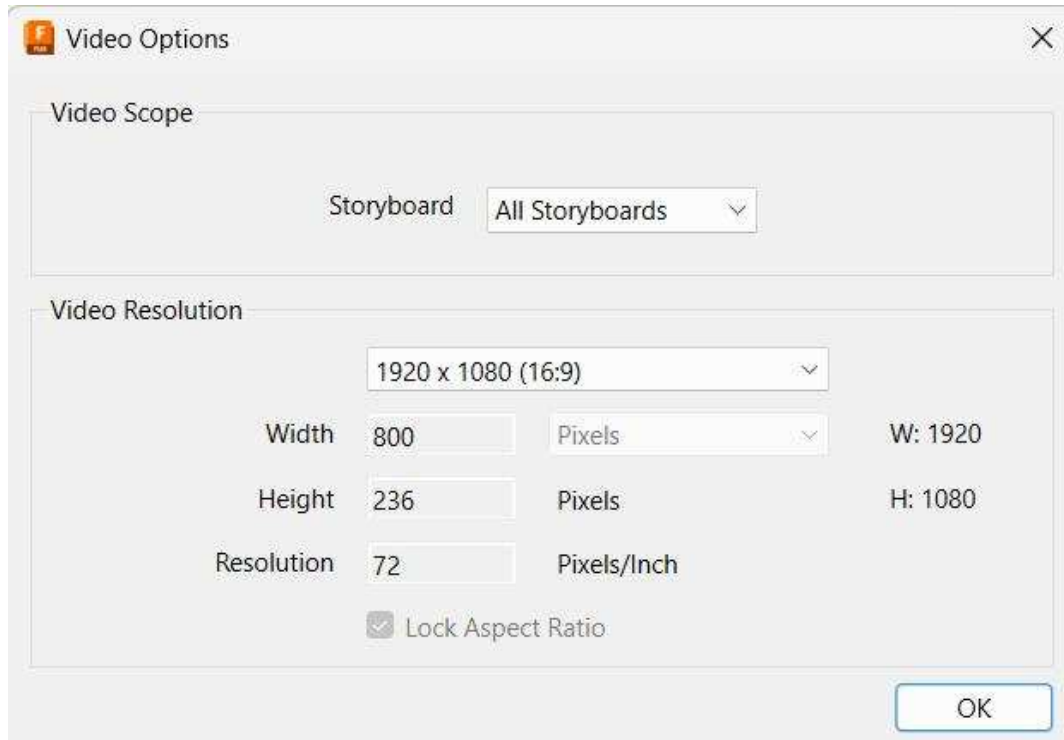 Video Options
Video Scope
Storyboard All Storyboards
Video Resolution
1920 x 1080 (16:9)
Width 800 Pixels W: 1920
Height 236 Pixels H: 1080
Resolution 72 Pixels/Inch
Lock Aspect Ratio
OK